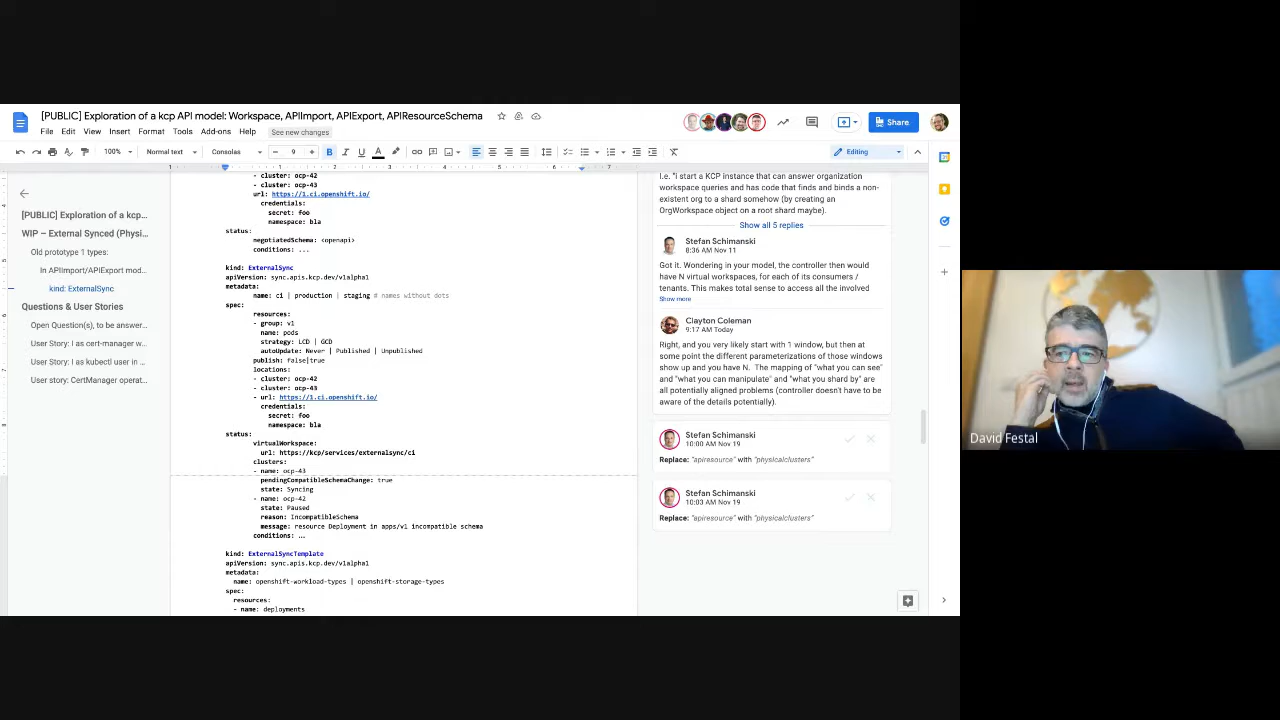 [PUBLIC] Exploration of a kcp API model: Workspace, APIImport, APIExport, APIResourceSchema
File Edit View Insert Format Tools Add-ons Help See new changes
Share
100% Normal text Consolas 9 Editing
1 1 2 3 4 5 6 7
[PUBLIC] Exploration of a kcp...
WIP – External Synced (Physi...
Old prototype 1 types:
In APIImport/APIExport mod...
kind: ExternalSync
Questions & User Stories
Open Question(s), to be answer...
User Story: I as cert-manager w...
User Story: I as kubectl user in ...
User story: CertManager operat...
- cluster: ocp-42
- cluster: ocp-43
url: https://1.ci.openshift.io/
credentials:
secret: foo
namespace: bla
status:
negotiatedSchema: <openapi>
conditions: ...
kind: ExternalSync
apiVersion: sync.apis.kcp.dev/v1alpha1
metadata:
name: ci | production | staging # names without dots
spec:
resources:
- group: v1
name: pods
strategy: LCD | GCD
autoUpdate: Never | Published | Unpublished
publish: false|true
locations:
- cluster: ocp-42
- cluster: ocp-43
- url: https://1.ci.openshift.io/
credentials:
secret: foo
namespace: bla
status:
virtualWorkspace:
url: https://kcp/services/externalsync/ci
clusters:
- name: ocp-43
pendingCompatibleSchemaChange: true
state: Syncing
- name: ocp-42
state: Paused
reason: IncompatibleSchema
message: resource Deployment in apps/v1 incompatible schema
conditions: ...
kind: ExternalSyncTemplate
apiVersion: sync.apis.kcp.dev/v1alpha1
metadata:
name: openshift-workload-types | openshift-storage-types
spec:
resources:
- name: deployments
I.e. "I start a KCP instance that can answer organization
workspace queries and has code that finds and binds a non-
existent org to a shard somehow (by creating an
OrgWorkspace object on a root shard maybe).
Show all 5 replies
Stefan Schimanski
8:36 AM Nov 11
Got it. Wondering in your model, the controller then would
have N virtual workspaces, for each of its consumers /
tenants. This makes total sense to access all the involved
Show more
Clayton Coleman
9:17 AM Today
Right, and you very likely start with 1 window, but then at
some point the different parameterizations of those windows
show up and you have N. The mapping of "what you can see"
and "what you can manipulate" and "what you shard by" are
all potentially aligned problems (controller doesn't have to be
aware of the details potentially).
Stefan Schimanski
10:00 AM Nov 19
Replace: "apiresource" with "physicalclusters"
Stefan Schimanski
10:03 AM Nov 19
Replace: "apiresource" with "physicalclusters"
David Festal